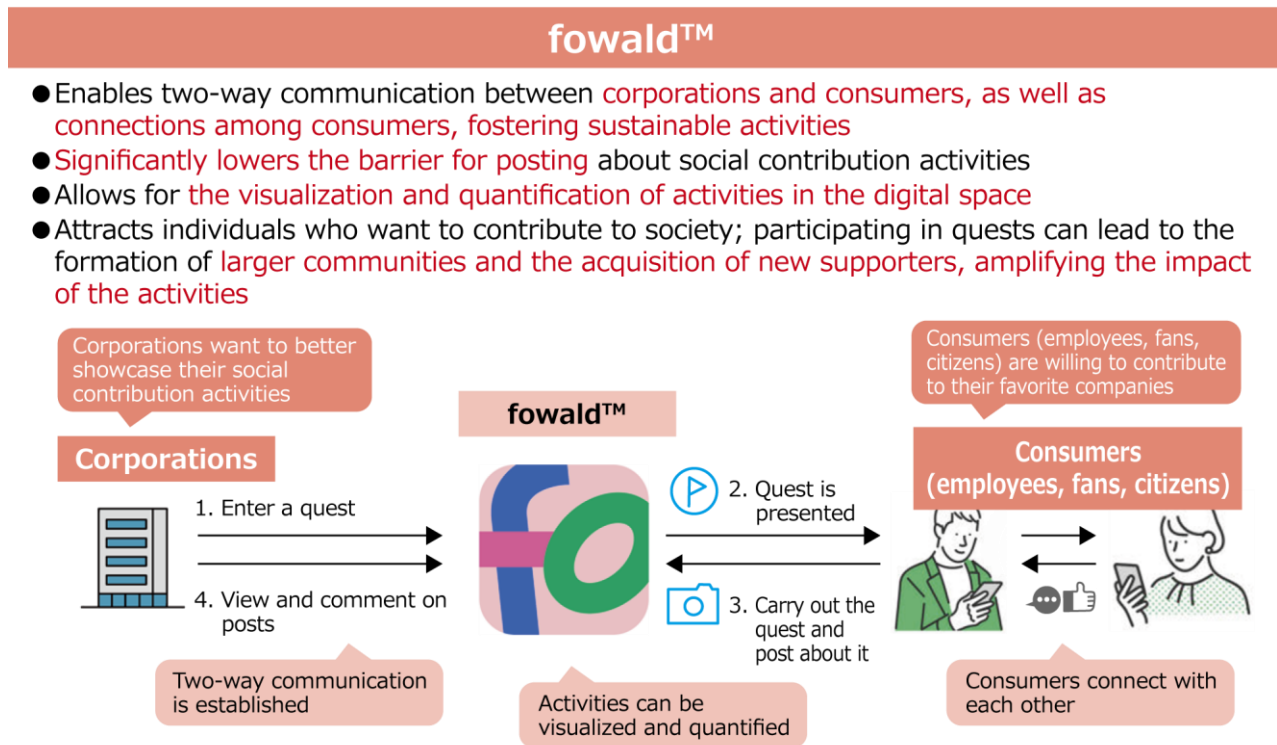 fowald™
●Enables two-way communication between corporations and consumers, as well as
connections among consumers, fostering sustainable activities
●Significantly lowers the barrier for posting about social contribution activities
●Allows for the visualization and quantification of activities in the digital space
●Attracts individuals who want to contribute to society; participating in quests can lead to the
formation of larger communities and the acquisition of new supporters, amplifying the impact
of the activities
Corporations want to better
showcase their social
contribution activities
Corporations
1. Enter a quest
4. View and comment on
posts
Two-way communication
is established
fowald™
Activities can be
visualized and quantified
2. Quest is
presented
3. Carry out the
quest and
post about it
Consumers (employees, fans,
citizens) are willing to contribute
to their favorite companies
Consumers
(employees, fans, citizens)
Consumers connect with
each other